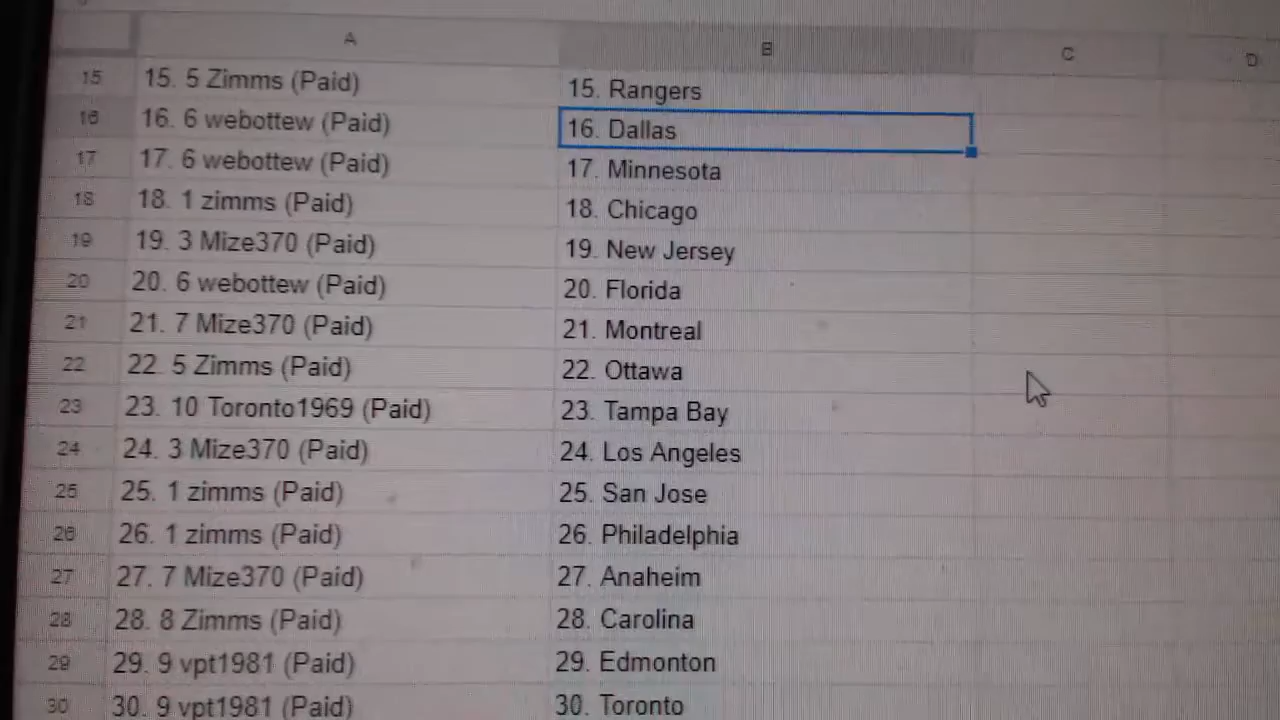 A B C D
15 15. 5 Zimms (Paid) 15. Rangers
16 16. 6 webottew (Paid) 16. Dallas
17 17. 6 webottew (Paid) 17. Minnesota
18 18. 1 zimms (Paid) 18. Chicago
19 19. 3 Mize370 (Paid) 19. New Jersey
20 20. 6 webottew (Paid) 20. Florida
21 21. 7 Mize370 (Paid) 21. Montreal
22 22. 5 Zimms (Paid) 22. Ottawa
23 23. 10 Toronto1969 (Paid) 23. Tampa Bay
24 24. 3 Mize370 (Paid) 24. Los Angeles
25 25. 1 zimms (Paid) 25. San Jose
26 26. 1 zimms (Paid) 26. Philadelphia
27 27. 7 Mize370 (Paid) 27. Anaheim
28 28. 8 Zimms (Paid) 28. Carolina
29 29. 9 vpt1981 (Paid) 29. Edmonton
30 30. 9 vpt1981 (Paid) 30. Toronto